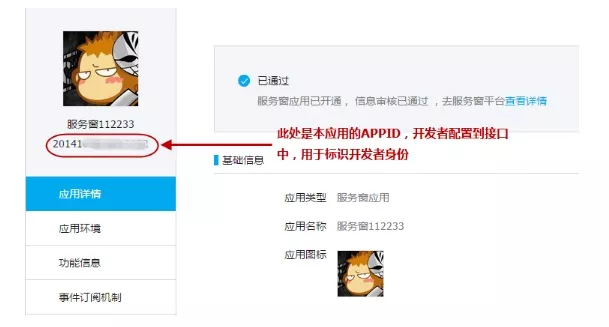 服务窗112233
20141
应用详情
应用环境
功能信息
事件订阅机制
已通过
服务窗应用已开通，信息审核已通过，去服务窗平台查看详情
此处是本应用的APPID，开发者配置到接口
中，用于标识开发者身份
基础信息
应用类型 服务窗应用
应用名称 服务窗112233
应用图标